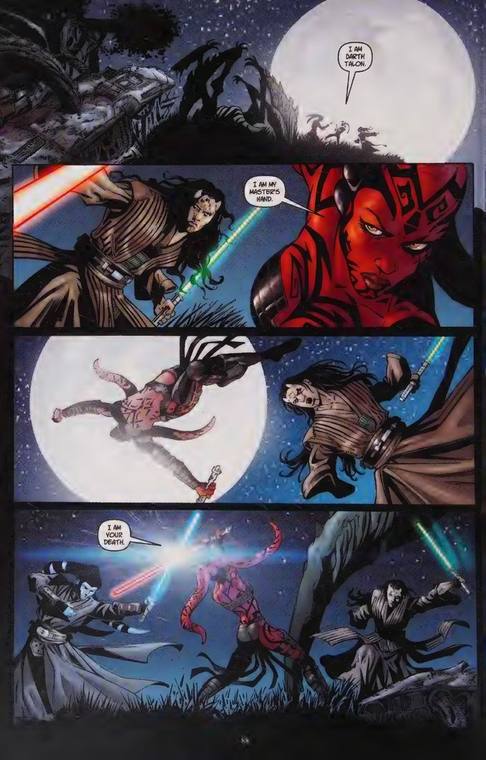 I AM
DARTH
TALON.
I AM MY
MASTER'S
HAND.
I AM
YOUR
DEATH.